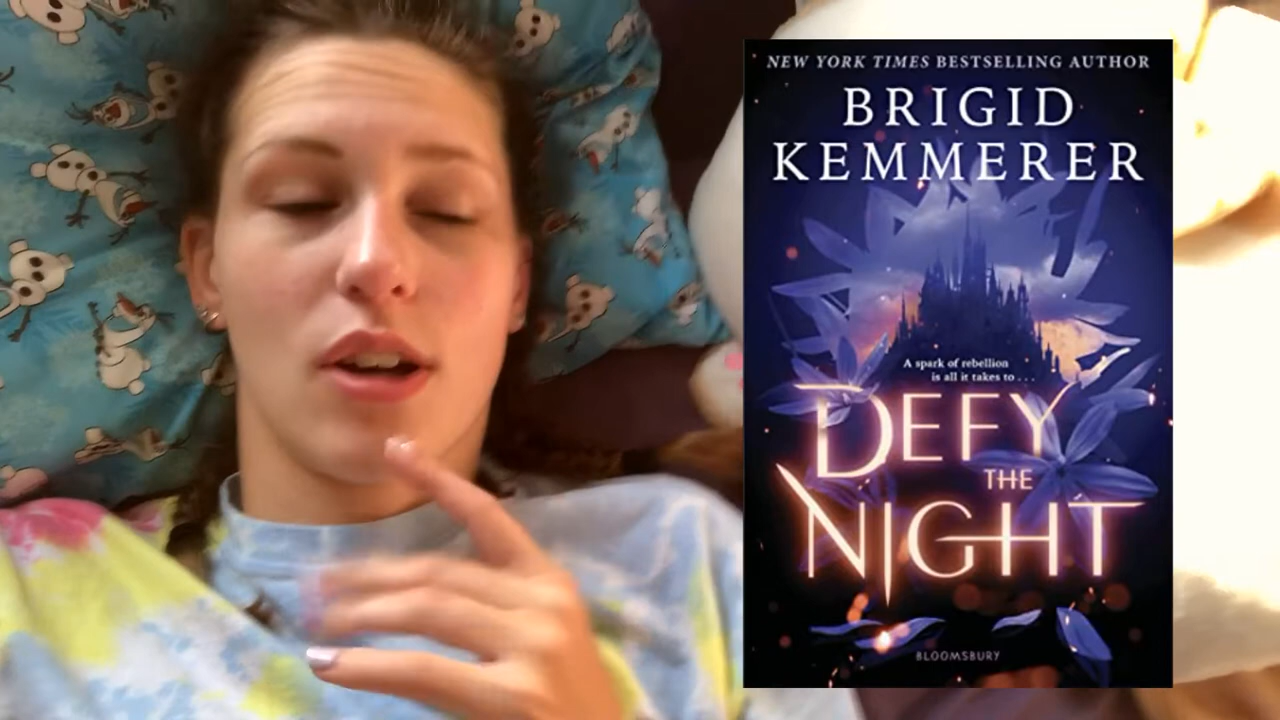 NEW YORK TIMES BESTSELLING AUTHOR
BRIGID
KEMMERER
A spark of rebellion
is all it takes to . . .
DEFY
THE
NIGHT
BLOOMSBURY